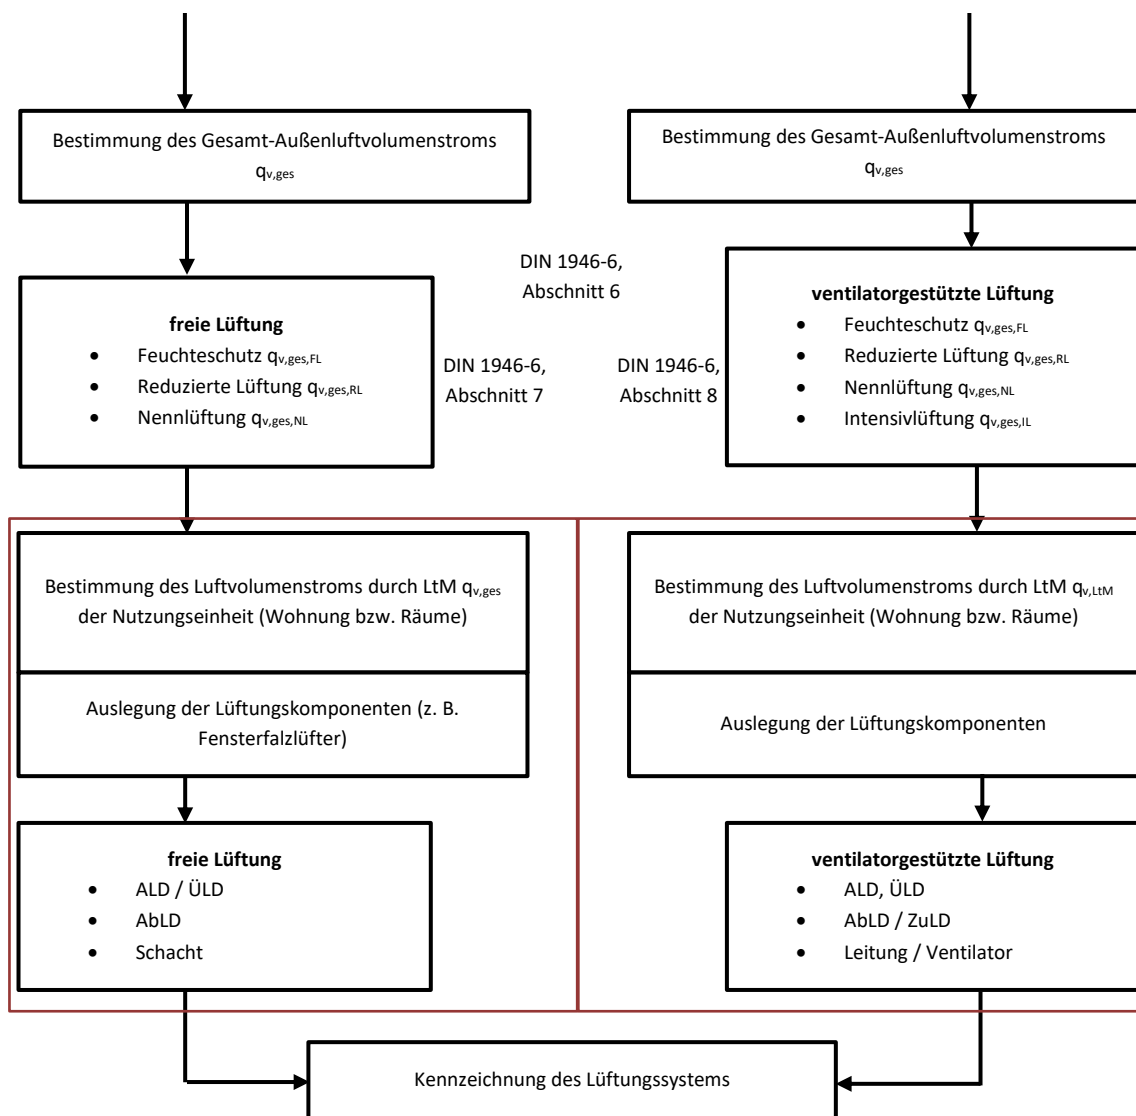 Bestimmung des Gesamt-Außenluftvolumenstroms
qv,ges
Bestimmung des Gesamt-Außenluftvolumenstroms
qv,ges
DIN 1946-6,
Abschnitt 6
freie Lüftung
• Feuchteschutz qv,ges,FL
• Reduzierte Lüftung qv,ges,RL
• Nennlüftung qv,ges,NL
DIN 1946-6,
Abschnitt 7
DIN 1946-6,
Abschnitt 8
ventilatorgestützte Lüftung
• Feuchteschutz qv,ges,FL
• Reduzierte Lüftung qv,ges,RL
• Nennlüftung qv,ges,NL
• Intensivlüftung qv,ges,IL
Bestimmung des Luftvolumenstroms durch LtM qv,ges
der Nutzungseinheit (Wohnung bzw. Räume)
Auslegung der Lüftungskomponenten (z. B.
Fensterfalzlüfter)
Bestimmung des Luftvolumenstroms durch LtM qv,LtM
der Nutzungseinheit (Wohnung bzw. Räume)
Auslegung der Lüftungskomponenten
freie Lüftung
• ALD / ÜLD
• AbLD
• Schacht
ventilatorgestützte Lüftung
• ALD, ÜLD
• AbLD / ZuLD
• Leitung / Ventilator
Kennzeichnung des Lüftungssystems